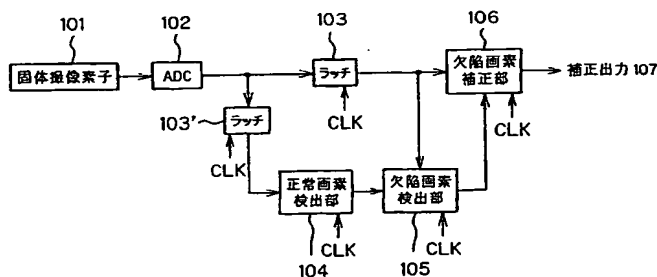 101
102
103
106
固体撮像素子
ADC
ラッチ
欠陥画素
補正部
補正出力 107
ラッチ
103'
CLK
CLK
CLK
正常画素
検出部
欠陥画素
検出部
CLK
CLK
104
105